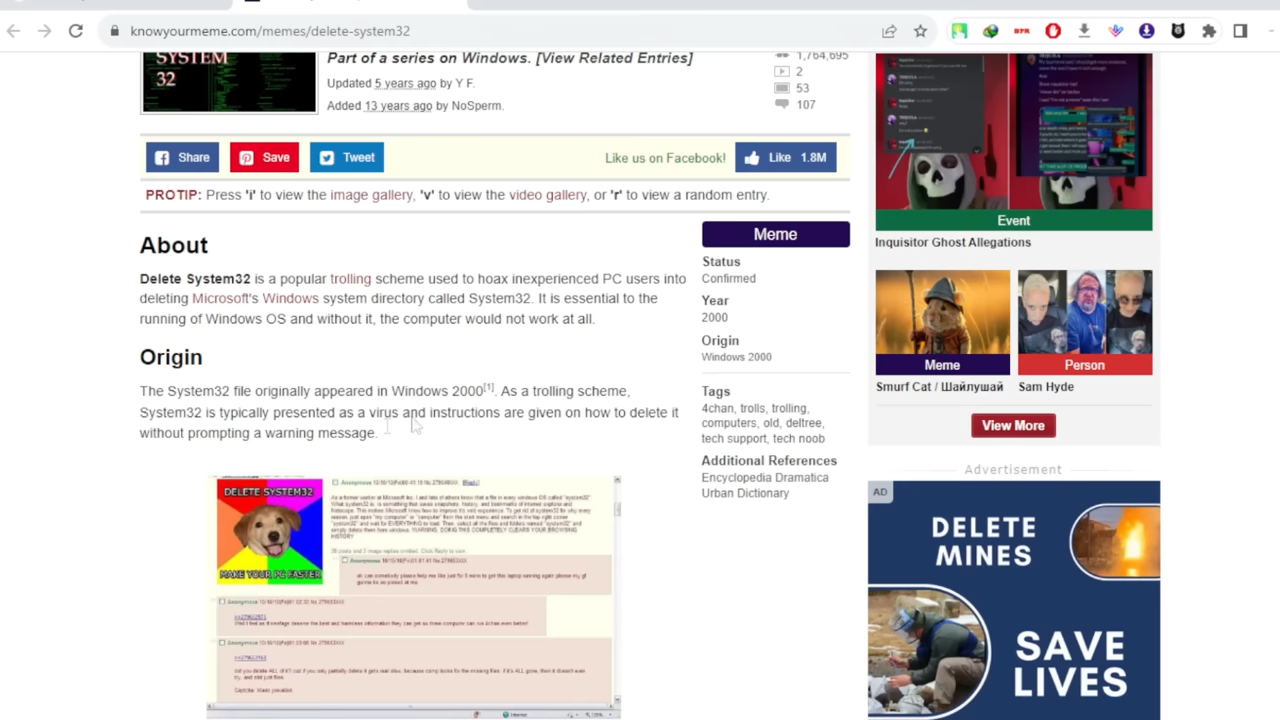 knowyourmeme.com/memes/delete-system32
SYSTEM
32
Part of a series on Windows. [View Related Entries]
Updated 5 years ago by Y F.
Added 13 years ago by NoSperm.
1,764,695
2
53
107
Share
Save
Tweet
Like us on Facebook!
Like 1.8M
PROTIP: Press 'i' to view the image gallery, 'v' to view the video gallery, or 'r' to view a random entry.
About
Delete System32 is a popular trolling scheme used to hoax inexperienced PC users into
deleting Microsoft's Windows system directory called System32. It is essential to the
running of Windows OS and without it, the computer would not work at all.
Origin
The System32 file originally appeared in Windows 2000[1]. As a trolling scheme,
System32 is typically presented as a virus and instructions are given on how to delete it
without prompting a warning message.
DELETE SYSTEM32
MAKE YOUR PC FASTER
Meme
Status
Confirmed
Year
2000
Origin
Windows 2000
Tags
4chan, trolls, trolling,
computers, old, deltree,
tech support, tech noob
Additional References
Encyclopedia Dramatica
Urban Dictionary
Event
Inquisitor Ghost Allegations
Meme
Smurf Cat / Шайлушай
Person
Sam Hyde
View More
Advertisement
AD
DELETE
MINES
SAVE
LIVES